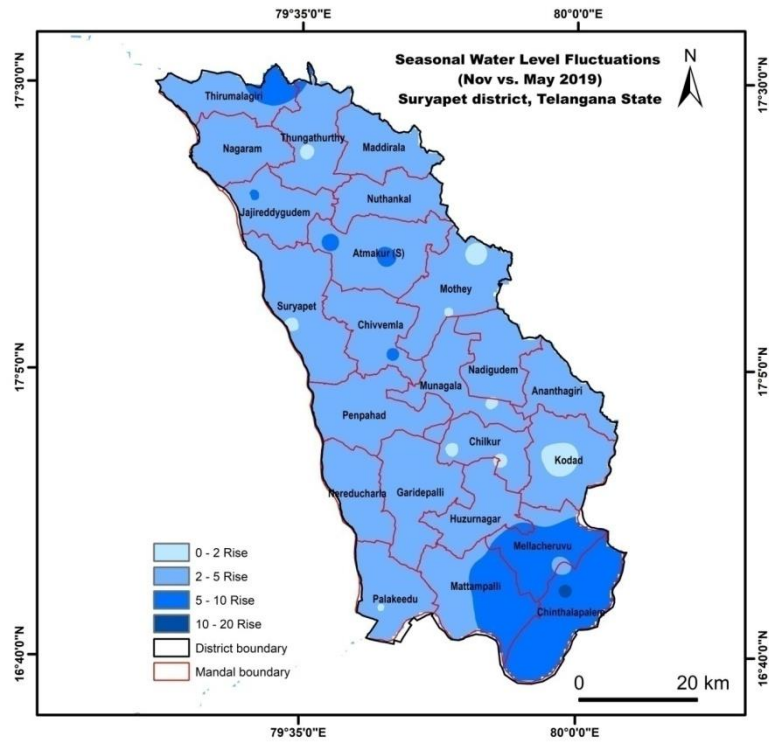 79°35'0"E
80°0'0"E
Seasonal Water Level Fluctuations
(Nov vs. May 2019)
Suryapet district, Telangana State
N
17°30'0"N
17°30'0"N
Thirumalagiri
Thungathurthy
Nagaram
Maddirala
Nuthankal
Jajireddygudem
Atmakur (S)
Mothey
Suryapet
Chivvemla
17°5'0"N
17°5'0"N
Nadigudem
Munagala
Ananthagiri
Penpahad
Chilkur
Kodad
Nereducharla
Garidepalli
Huzurnagar
Mellacheruvu
Mattampalli
Palakeedu
Chinthalapalem
0 - 2 Rise
2 - 5 Rise
5 - 10 Rise
10 - 20 Rise
District boundary
Mandal boundary
16°40'0"N
16°40'0"N
0 20 km
79°35'0"E
80°0'0"E